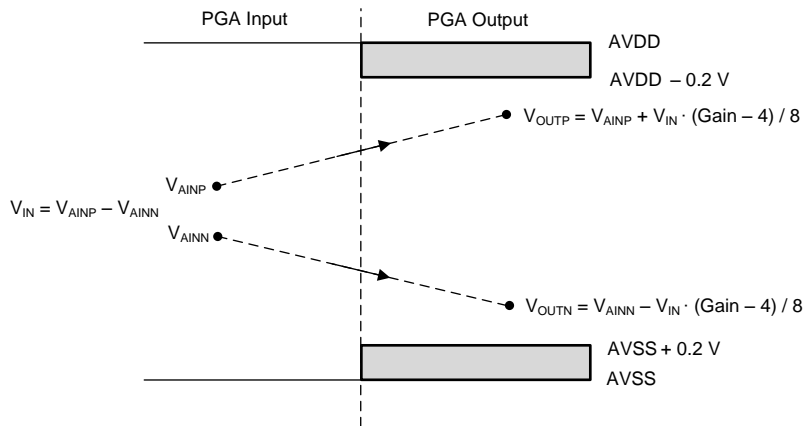 PGA Input
PGA Output
AVDD
AVDD – 0.2 V
V_OUTP = V_AINP + V_IN · (Gain – 4) / 8
V_AINP
V_IN = V_AINP – V_AINN
V_AINN
V_OUTN = V_AINN – V_IN · (Gain – 4) / 8
AVSS + 0.2 V
AVSS